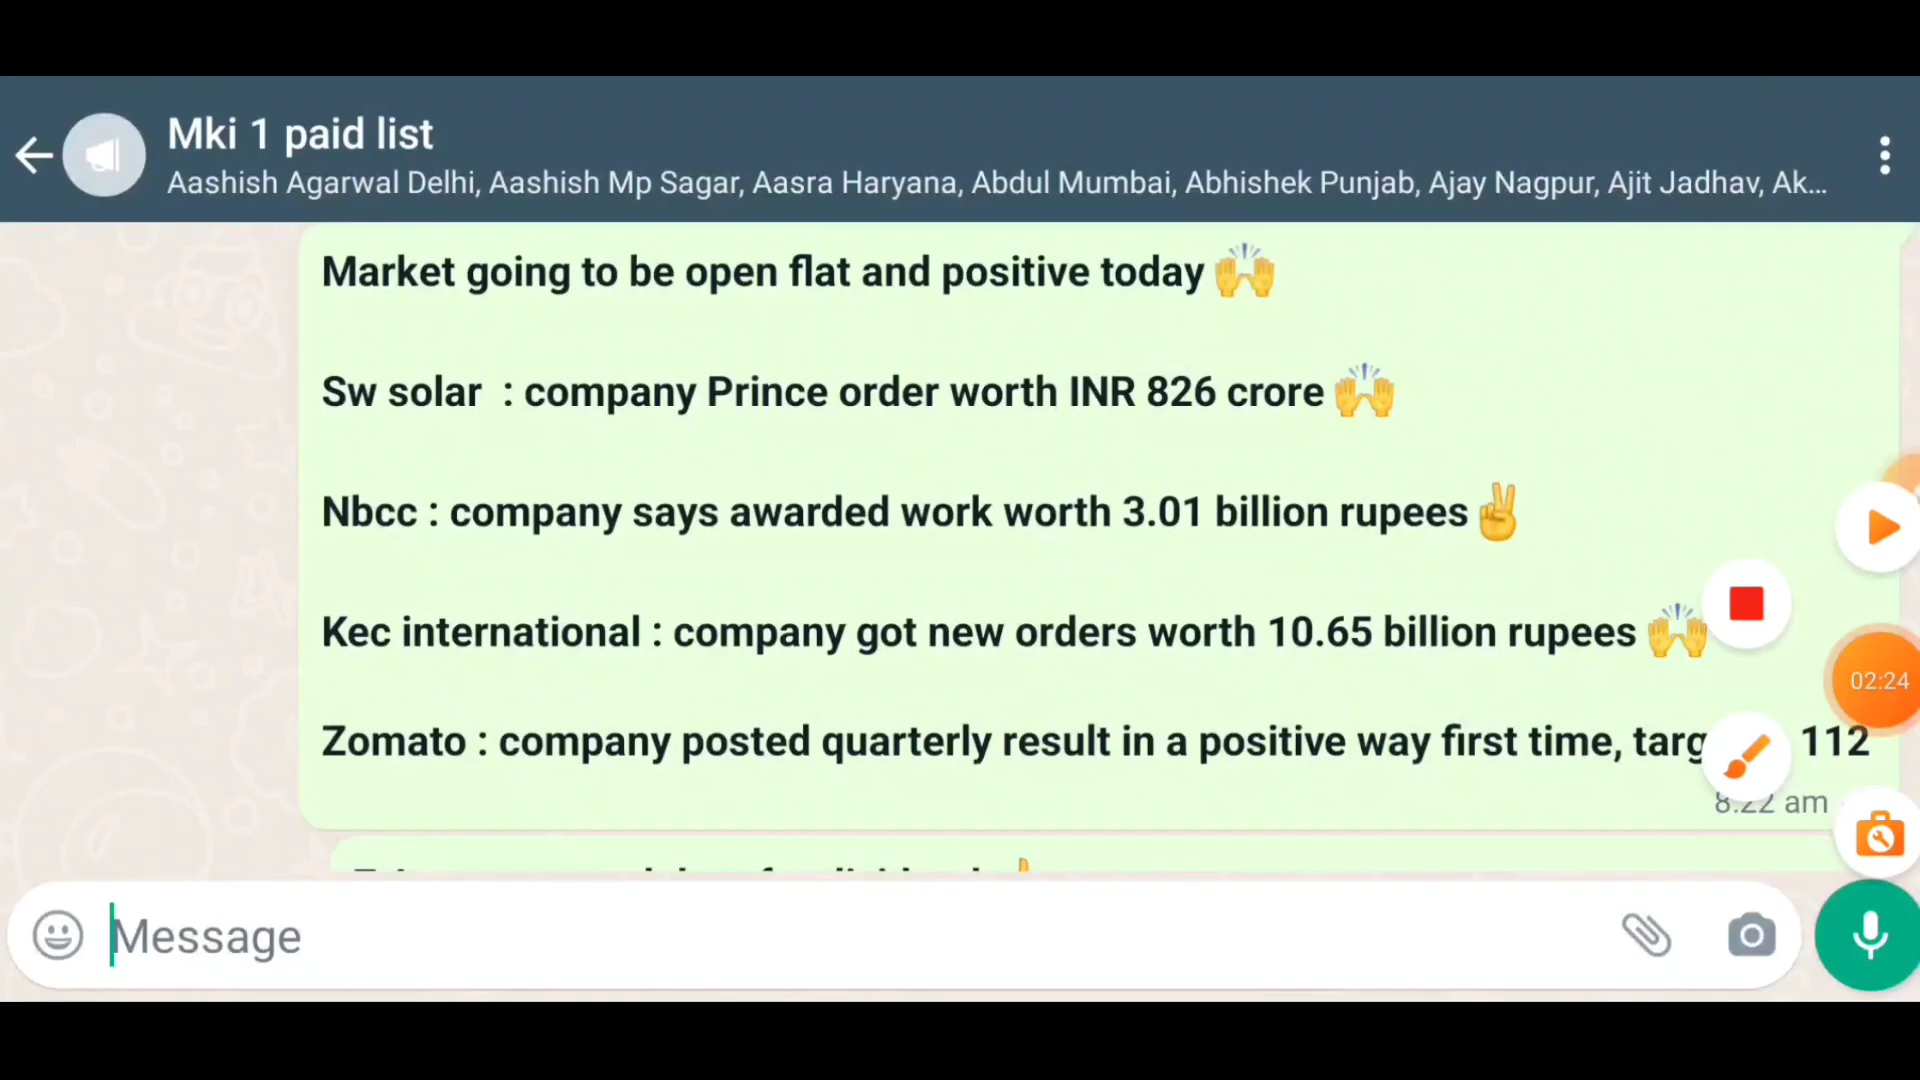 Mki 1 paid list
Aashish Agarwal Delhi, Aashish Mp Sagar, Aasra Haryana, Abdul Mumbai, Abhishek Punjab, Ajay Nagpur, Ajit Jadhav, Ak...
Market going to be open flat and positive today 🙌
Sw solar : company Prince order worth INR 826 crore 🙌
Nbcc : company says awarded work worth 3.01 billion rupees✌
Kec international : company got new orders worth 10.65 billion rupees 🙌
Zomato : company posted quarterly result in a positive way first time, targ 112
8:22 am
02:24
Message